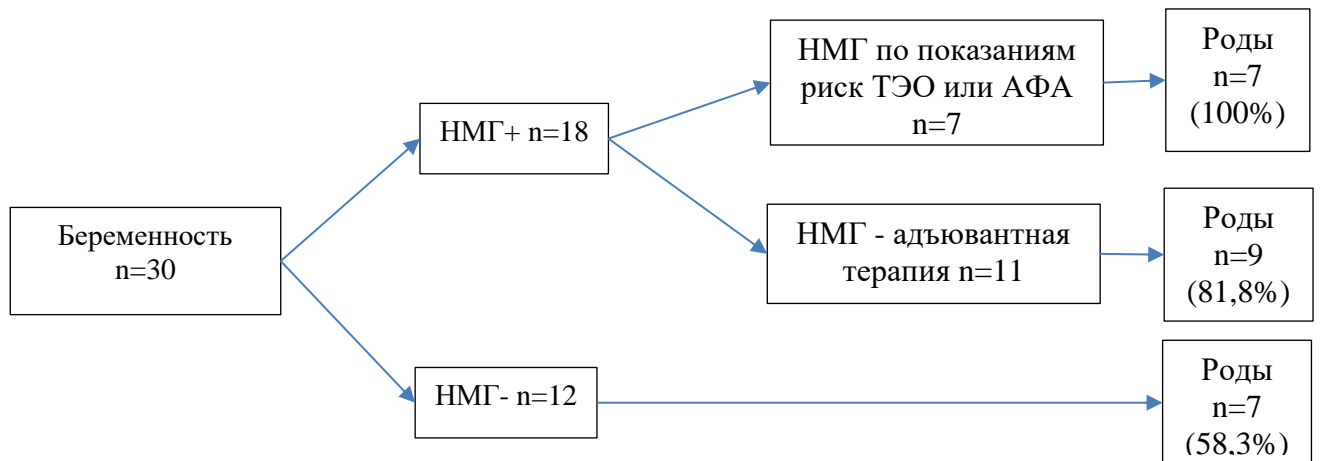 Беременность
n=30
НМГ+ n=18
НМГ по показаниям
риск ТЭО или АФА
n=7
Роды
n=7
(100%)
НМГ - адъювантная
терапия n=11
Роды
n=9
(81,8%)
НМГ- n=12
Роды
n=7
(58,3%)